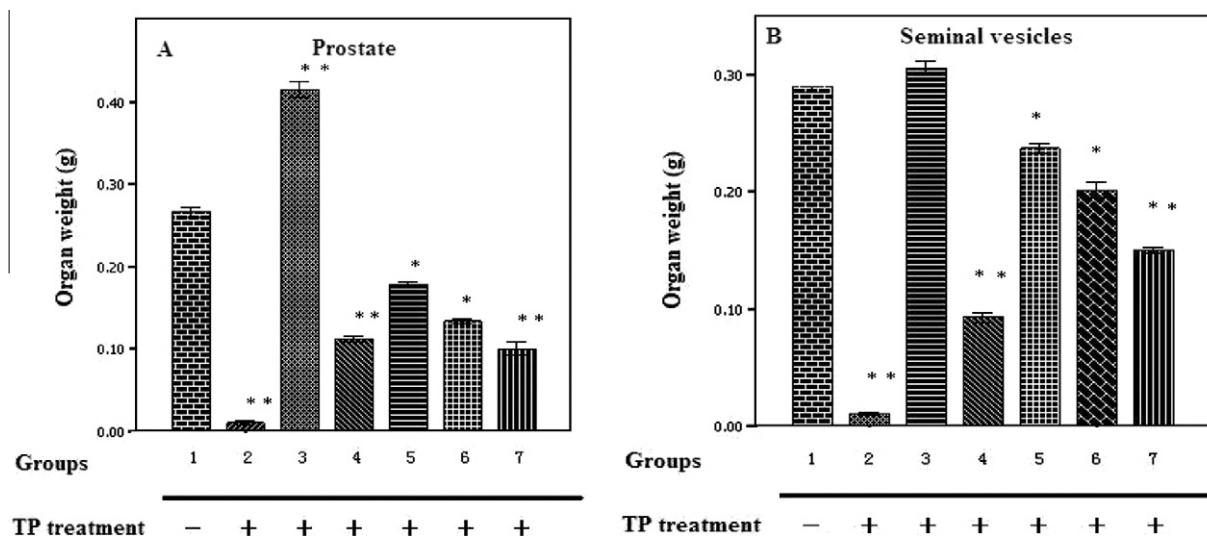 A
Prostate
Organ weight (g)
0.40
0.30
0.20
0.10
0.00
* *
* *
* *
*
*
* *
Groups
1 2 3 4 5 6 7
TP treatment
− + + + + + +
B
Seminal vesicles
Organ weight (g)
0.30
0.20
0.10
0.00
* *
* *
*
*
* *
Groups
1 2 3 4 5 6 7
TP treatment
− + + + + + +